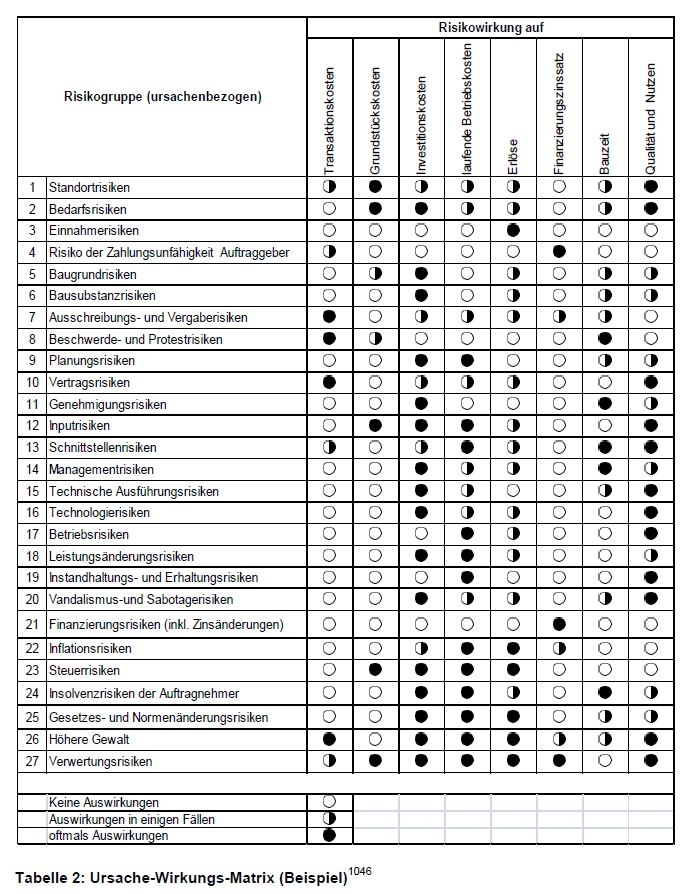 Risikogruppe (ursachenbezogen)
Risikowirkung auf
Transaktionskosten
Grundstückskosten
Investitionskosten
laufende Betriebskosten
Erlöse
Finanzierungszinssatz
Bauzeit
Qualität und Nutzen
1 Standortrisiken
2 Bedarfsrisiken
3 Einnahmerisiken
4 Risiko der Zahlungsunfähigkeit Auftraggeber
5 Baugrundrisiken
6 Bausubstanzrisiken
7 Ausschreibungs- und Vergaberisiken
8 Beschwerde- und Protestrisiken
9 Planungsrisiken
10 Vertragsrisiken
11 Genehmigungsrisiken
12 Inputrisiken
13 Schnittstellenrisiken
14 Managementrisiken
15 Technische Ausführungsrisiken
16 Technologierisiken
17 Betriebsrisiken
18 Leistungsänderungsrisiken
19 Instandhaltungs- und Erhaltungsrisiken
20 Vandalismus-und Sabotagerisiken
21 Finanzierungsrisiken (inkl. Zinsänderungen)
22 Inflationsrisiken
23 Steuerrisiken
24 Insolvenzrisiken der Auftragnehmer
25 Gesetzes- und Normenänderungsrisiken
26 Höhere Gewalt
27 Verwertungsrisiken
Keine Auswirkungen
Auswirkungen in einigen Fällen
oftmals Auswirkungen
Tabelle 2: Ursache-Wirkungs-Matrix (Beispiel)1046